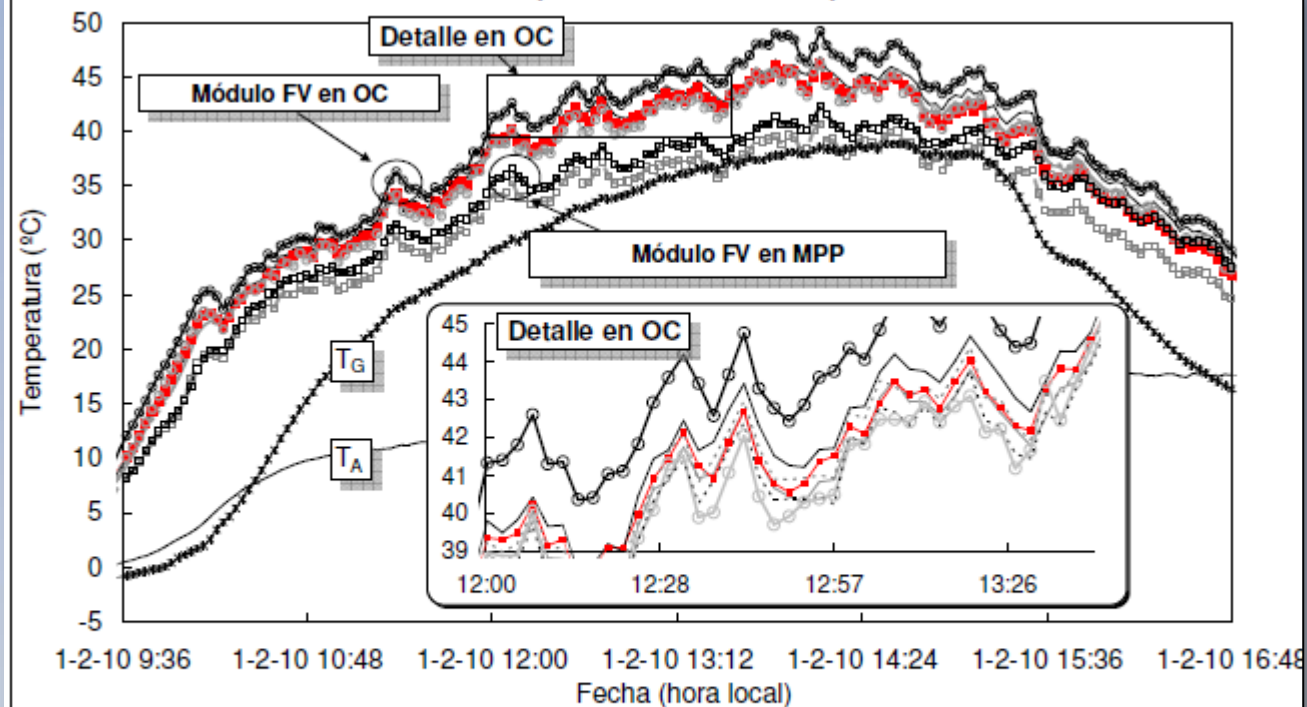 50
45
40
35
30
25
20
15
10
5
0
-5
Temperatura (ºC)
Detalle en OC
Módulo FV en OC
Módulo FV en MPP
T_G
T_A
Detalle en OC
45
44
43
42
41
40
39
12:00 12:28 12:57 13:26
1-2-10 9:36 1-2-10 10:48 1-2-10 12:00 1-2-10 13:12 1-2-10 14:24 1-2-10 15:36 1-2-10 16:48
Fecha (hora local)